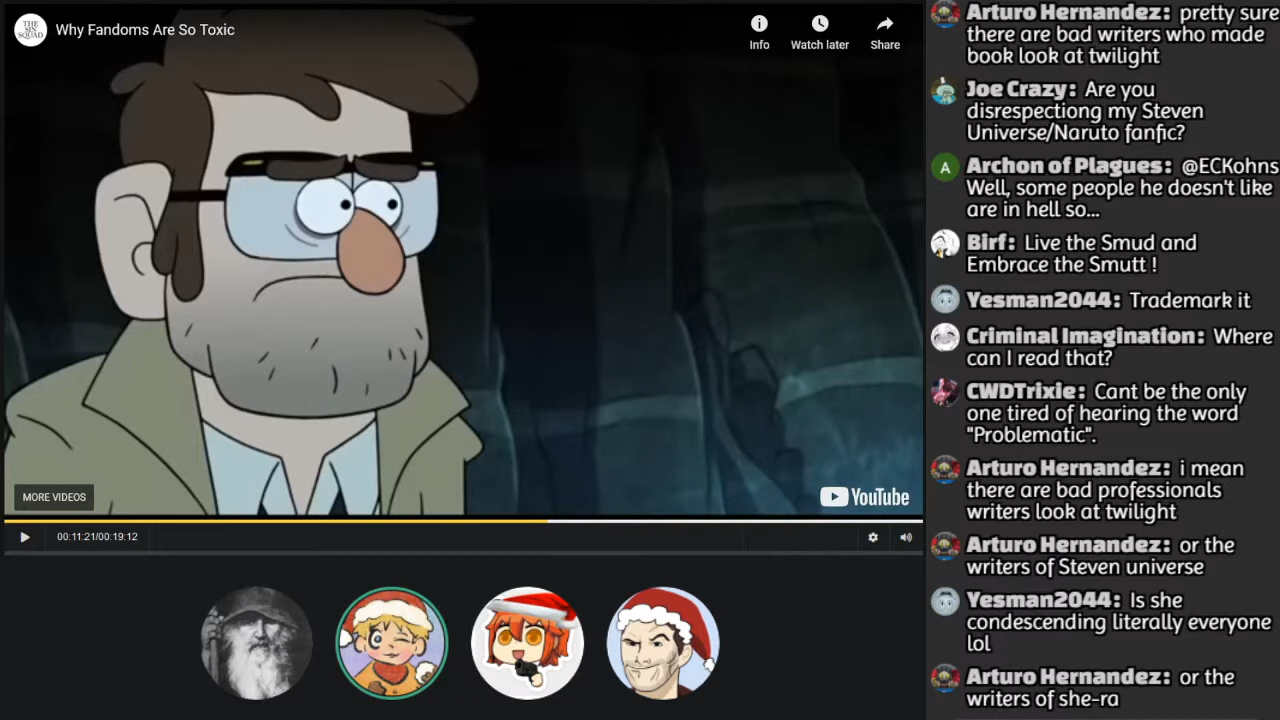 THE
SIN
SQUAD
Why Fandoms Are So Toxic
Info
Watch later
Share
MORE VIDEOS
YouTube
00:11:21/00:19:12
Arturo Hernandez: pretty sure
there are bad writers who made
book look at twilight
Joe Crazy: Are you
disrespectiong my Steven
Universe/Naruto fanfic?
A
Archon of Plagues: @ECKohns
Well, some people he doesn't like
are in hell so...
Birf: Live the Smud and
Embrace the Smutt !
Yesman2044: Trademark it
Criminal Imagination: Where
can I read that?
CWDTrixie: Cant be the only
one tired of hearing the word
"Problematic".
Arturo Hernandez: i mean
there are bad professionals
writers look at twilight
Arturo Hernandez: or the
writers of Steven universe
Yesman2044: Is she
condescending literally everyone
lol
Arturo Hernandez: or the
writers of she-ra